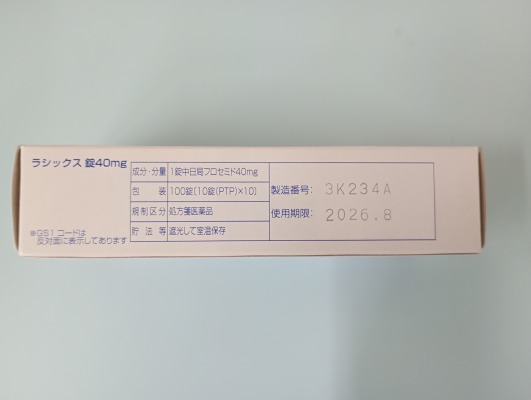 ラシックス 錠40mg
成分・分量 1錠中日局フロセミド40mg
包 装 100錠[10錠(PTP)×10]
規制区分 処方箋医薬品
貯 法 等 遮光して室温保存
製造番号: 3K234A
使用期限: 2026.8
※GS1コードは
反対面に表示してあります